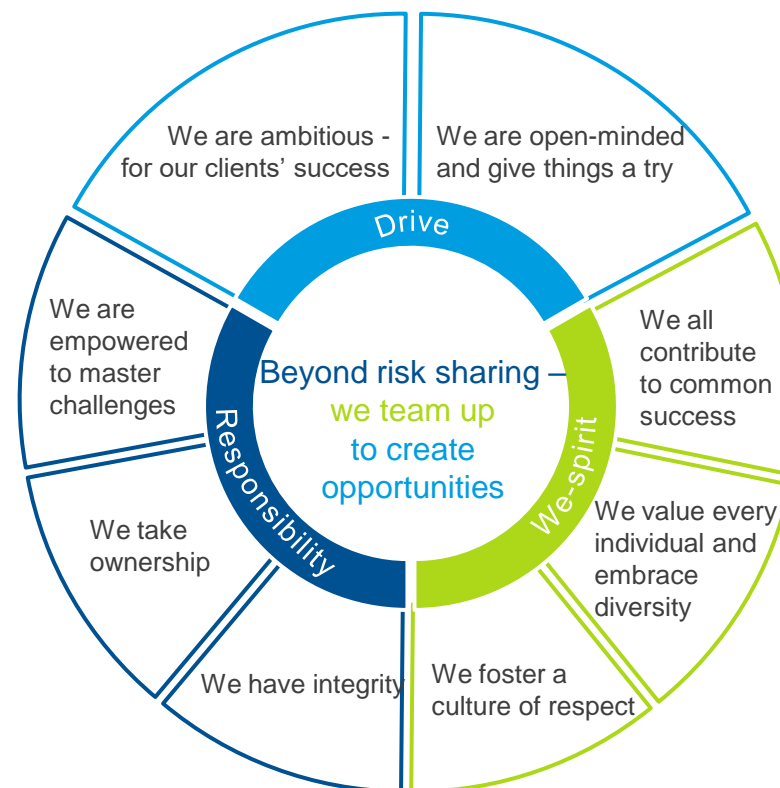 We are ambitious -
for our clients’ success
We are open-minded
and give things a try
Drive
We are
empowered
to master
challenges
We all
contribute
to common
success
Beyond risk sharing –
we team up
to create
opportunities
Responsibility
We-spirit
We take
ownership
We value every
individual and
embrace
diversity
We have integrity
We foster a
culture of respect